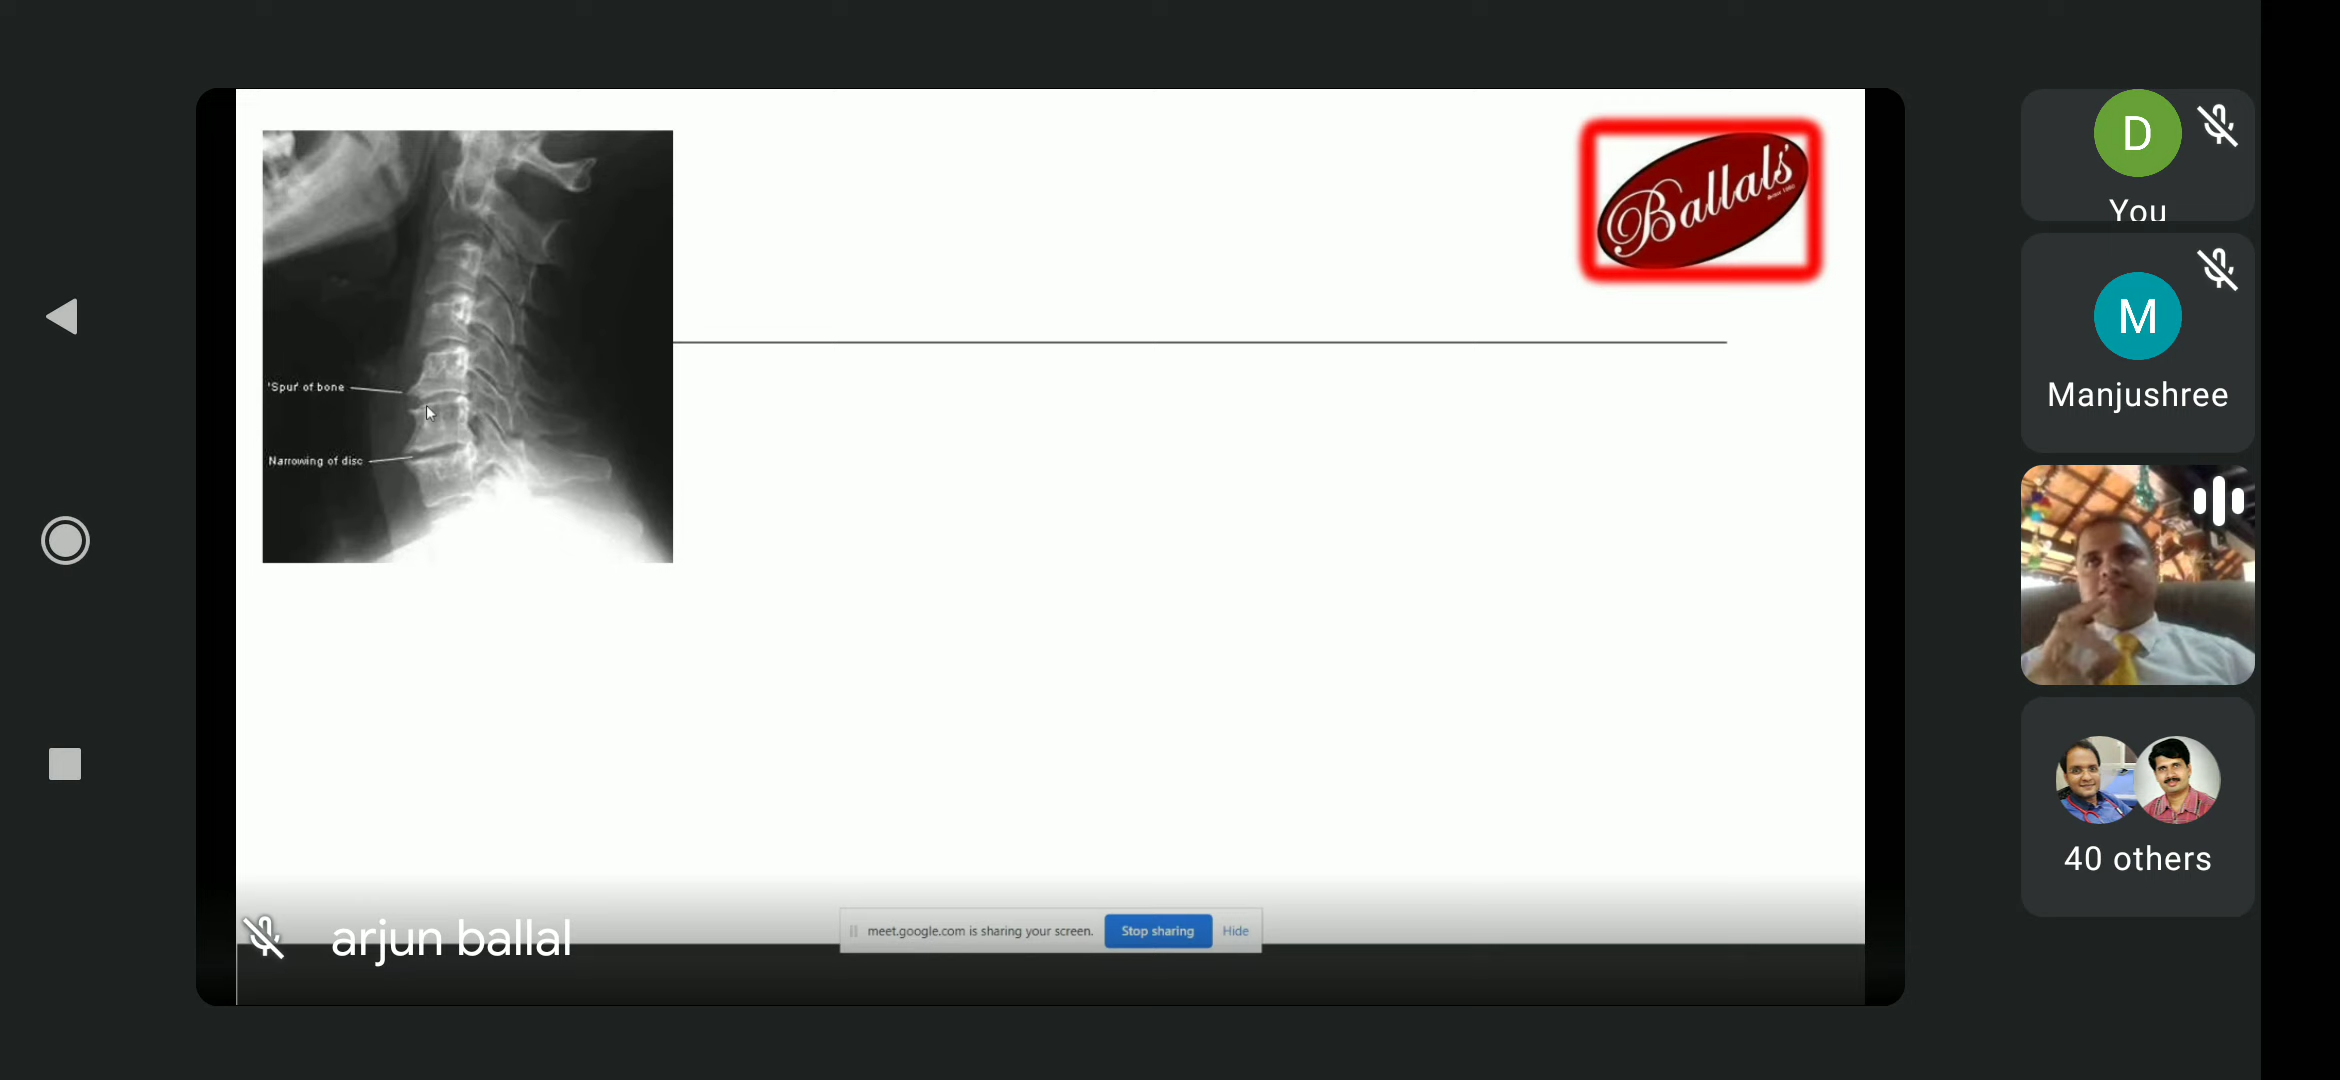 'Spur' of bone
Narrowing of disc
Ballals'
D
You
M
Manjushree
40 others
arjun ballal
meet.google.com is sharing your screen.
Stop sharing
Hide